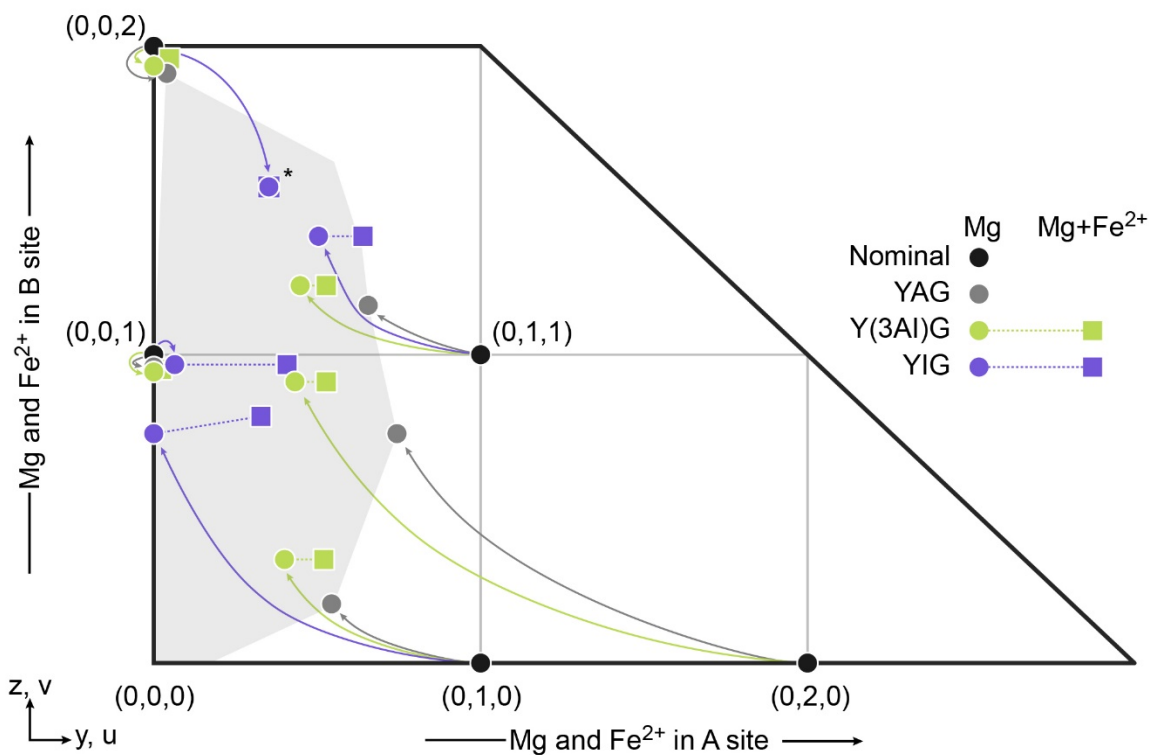 (0,0,2)
*
Mg Mg+Fe²⁺
Nominal
YAG
Y(3Al)G
YIG
(0,0,1)
(0,1,1)
Mg and Fe²⁺ in B site
z, v
(0,0,0)
(0,1,0)
(0,2,0)
y, u
Mg and Fe²⁺ in A site